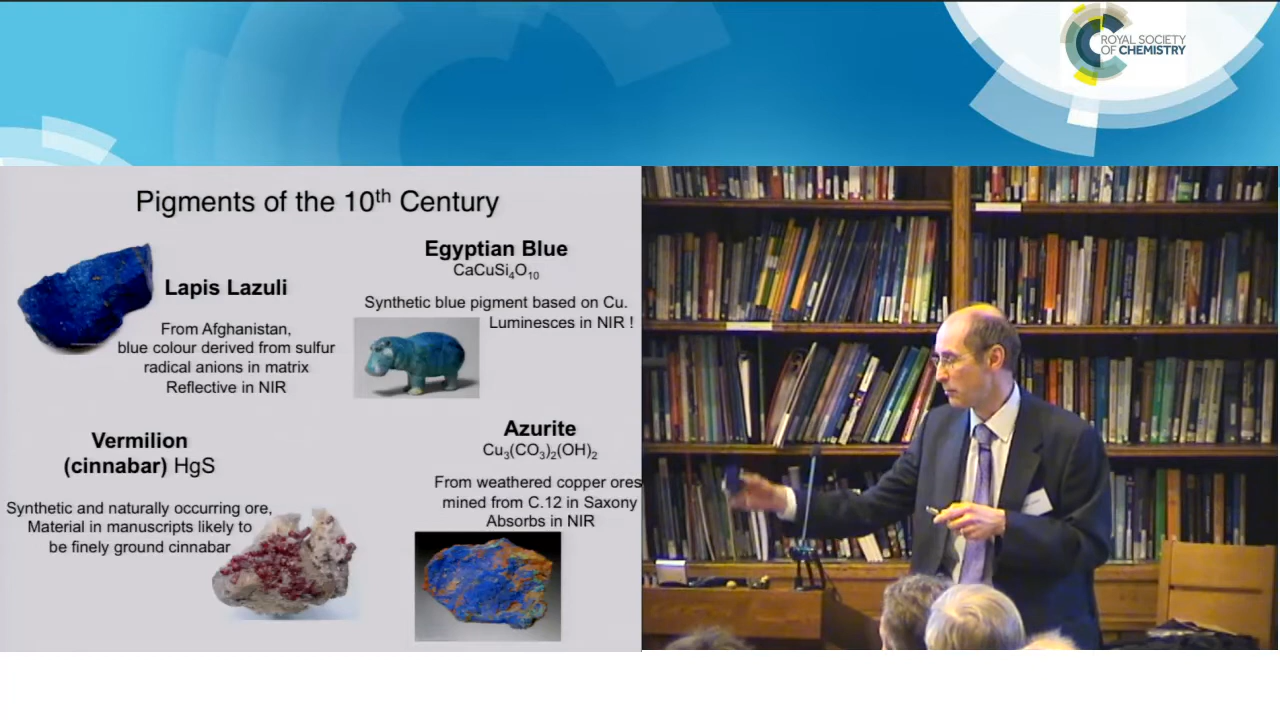 ROYAL SOCIETY
OF CHEMISTRY
Pigments of the 10th Century
Lapis Lazuli
From Afghanistan,
blue colour derived from sulfur
radical anions in matrix
Reflective in NIR
Egyptian Blue
CaCuSi4O10
Synthetic blue pigment based on Cu.
Luminesces in NIR !
Vermilion
(cinnabar) HgS
Synthetic and naturally occurring ore,
Material in manuscripts likely to
be finely ground cinnabar
Azurite
Cu3(CO3)2(OH)2
From weathered copper ores
mined from C.12 in Saxony
Absorbs in NIR